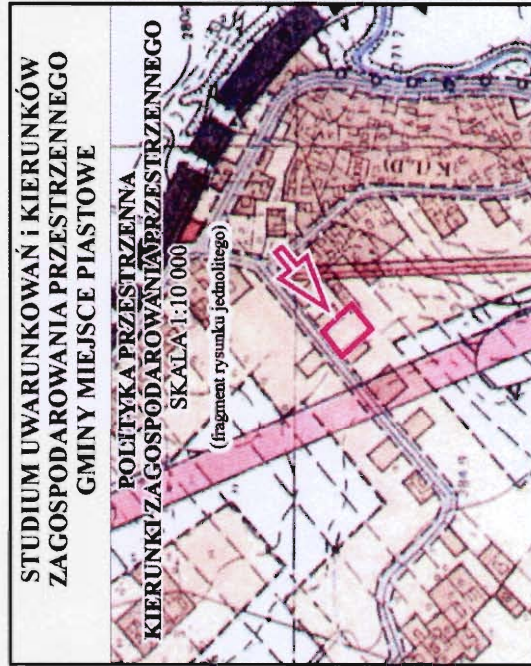 STUDIUM UWARUNKOWAŃ i KIERUNKÓW
ZAGOSPODAROWANIA PRZESTRZENNEGO
GMINY MIEJSCE PIASTOWE
POLITYKA PRZESTRZENNA
KIERUNKI ZAGOSPODAROWANIA PRZESTRZENNEGO
SKALA 1:10 000
(fragment rysunku jednolitego)
K (L,D)